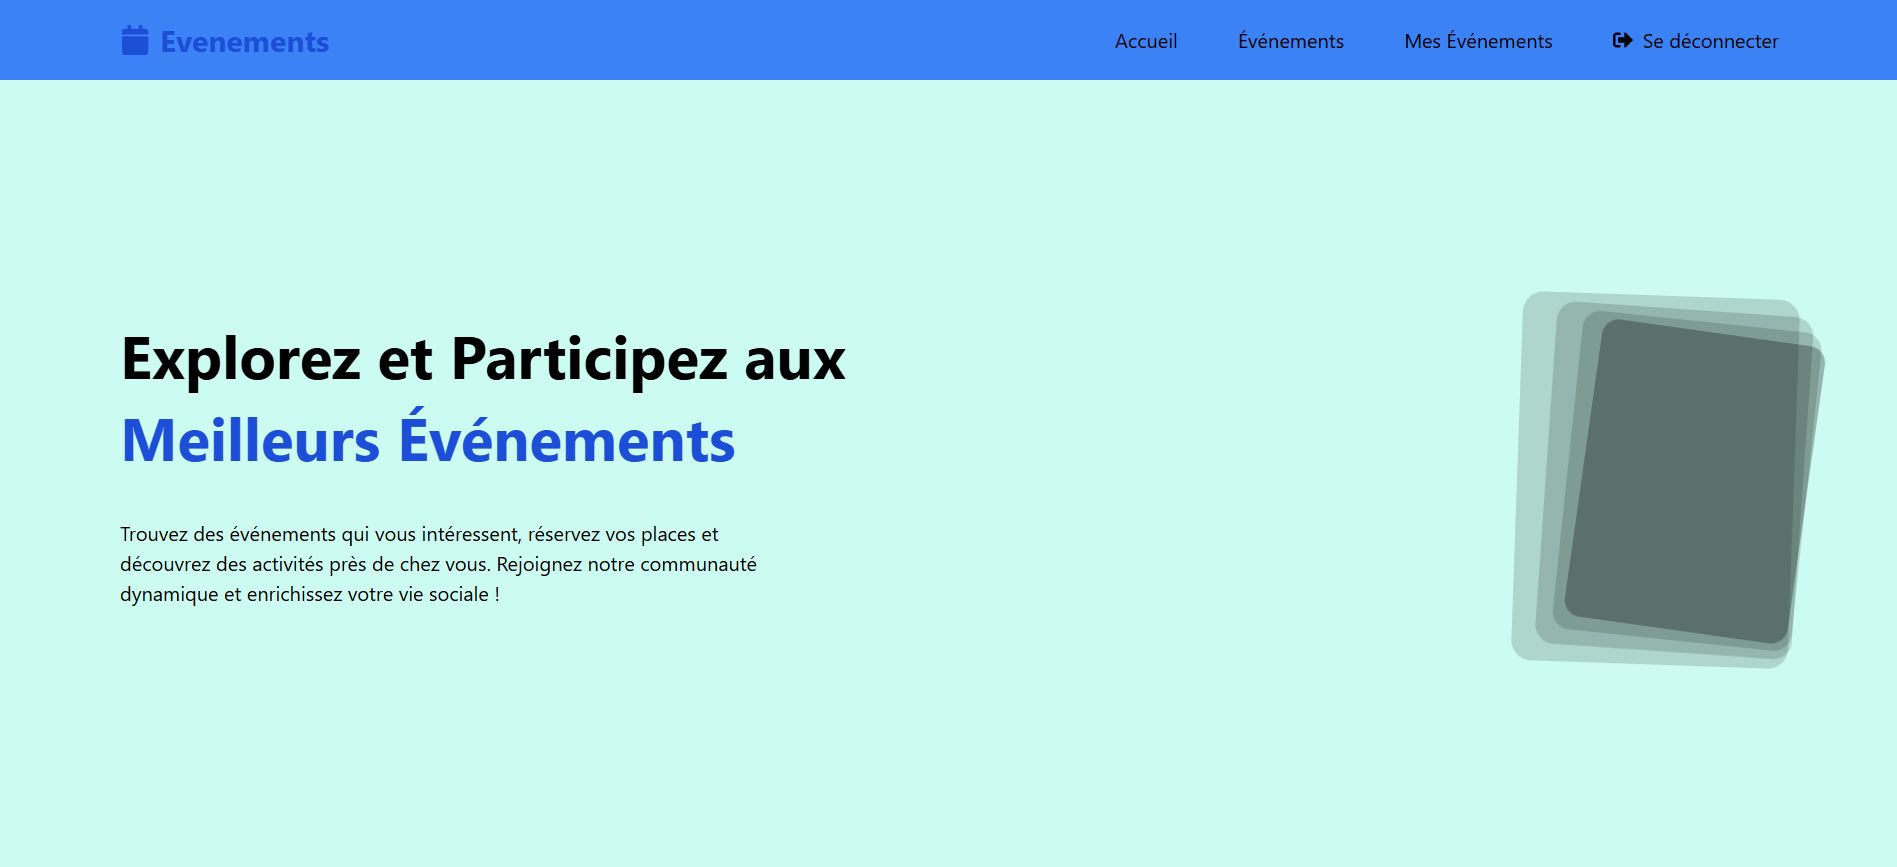 Evenements
Accueil
Événements
Mes Événements
Se déconnecter
Explorez et Participez aux
Meilleurs Événements
Trouvez des événements qui vous intéressent, réservez vos places et
découvrez des activités près de chez vous. Rejoignez notre communauté
dynamique et enrichissez votre vie sociale !